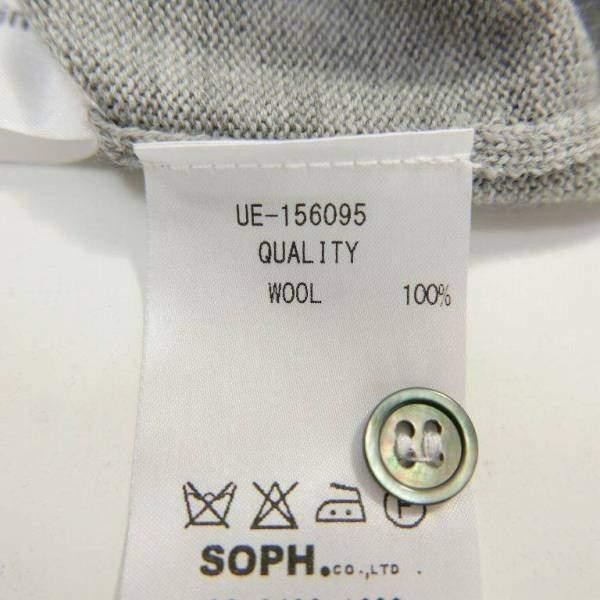 UE-156095
QUALITY
WOOL 100%
F
SOPH.CO.,LTD.